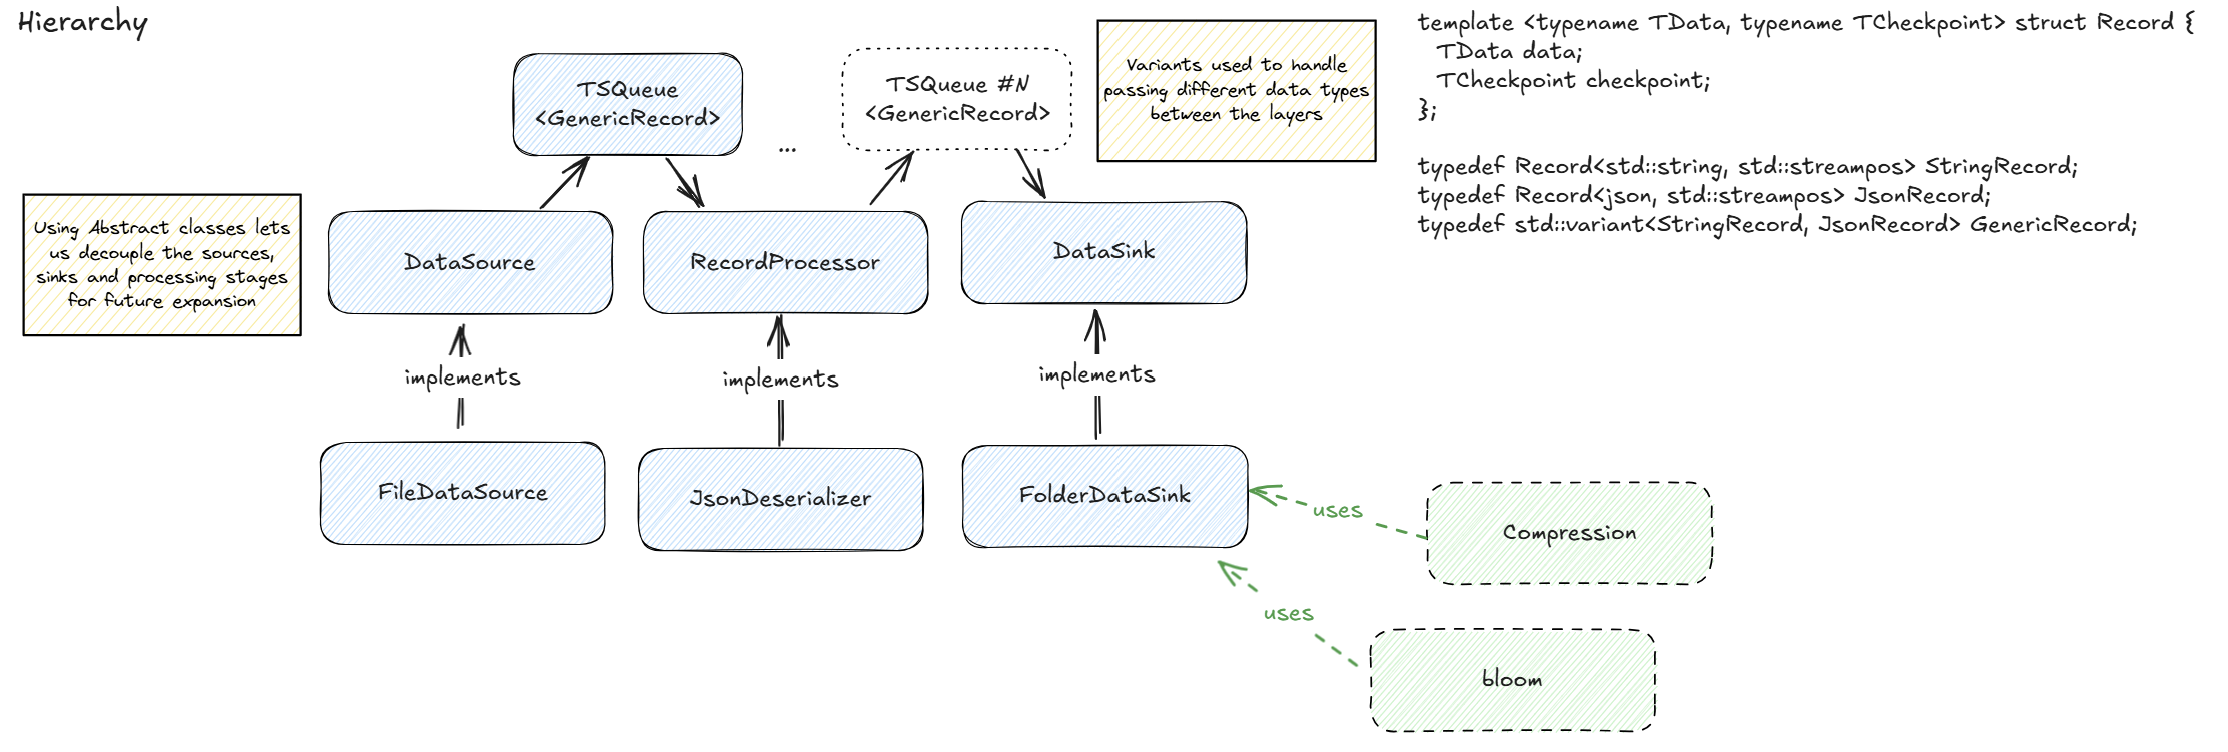 Hierarchy
TSQueue
<GenericRecord>
...
TSQueue #N
<GenericRecord>
Variants used to handle
passing different data types
between the layers
template <typename TData, typename TCheckpoint> struct Record {
TData data;
TCheckpoint checkpoint;
};
typedef Record<std::string, std::streampos> StringRecord;
typedef Record<json, std::streampos> JsonRecord;
typedef std::variant<StringRecord, JsonRecord> GenericRecord;
Using Abstract classes lets
us decouple the sources,
sinks and processing stages
for future expansion
DataSource
RecordProcessor
DataSink
implements
implements
implements
FileDataSource
JsonDeserializer
FolderDataSink
uses
Compression
uses
bloom